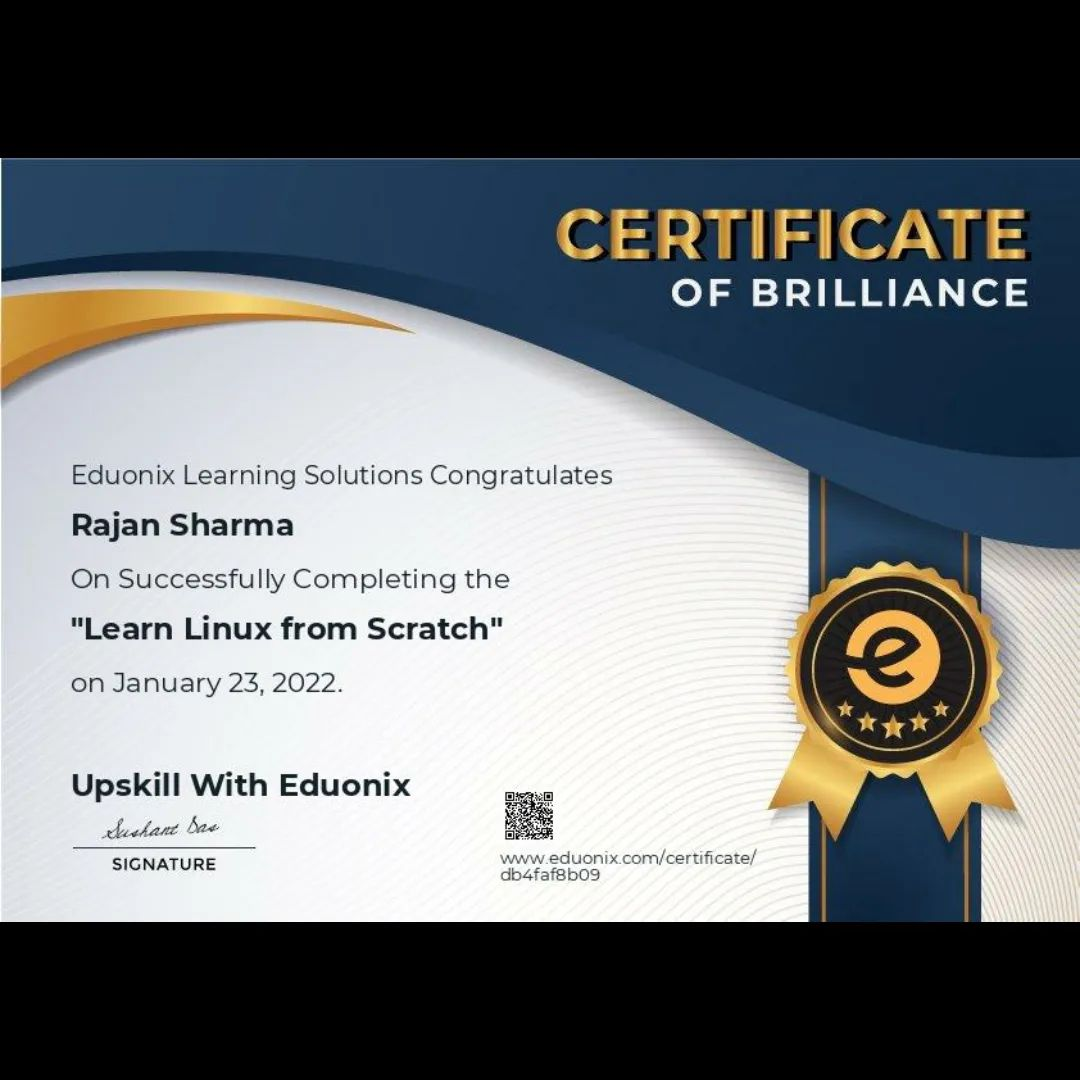 CERTIFICATE
OF BRILLIANCE
Eduonix Learning Solutions Congratulates
Rajan Sharma
On Successfully Completing the
"Learn Linux from Scratch"
on January 23, 2022.
Upskill With Eduonix
Sushant Das
SIGNATURE
www.eduonix.com/certificate/
db4faf8b09
e